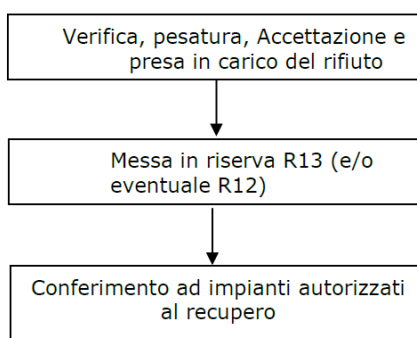 Verifica, pesatura, Accettazione e
presa in carico del rifiuto
Messa in riserva R13 (e/o
eventuale R12)
Conferimento ad impianti autorizzati
al recupero